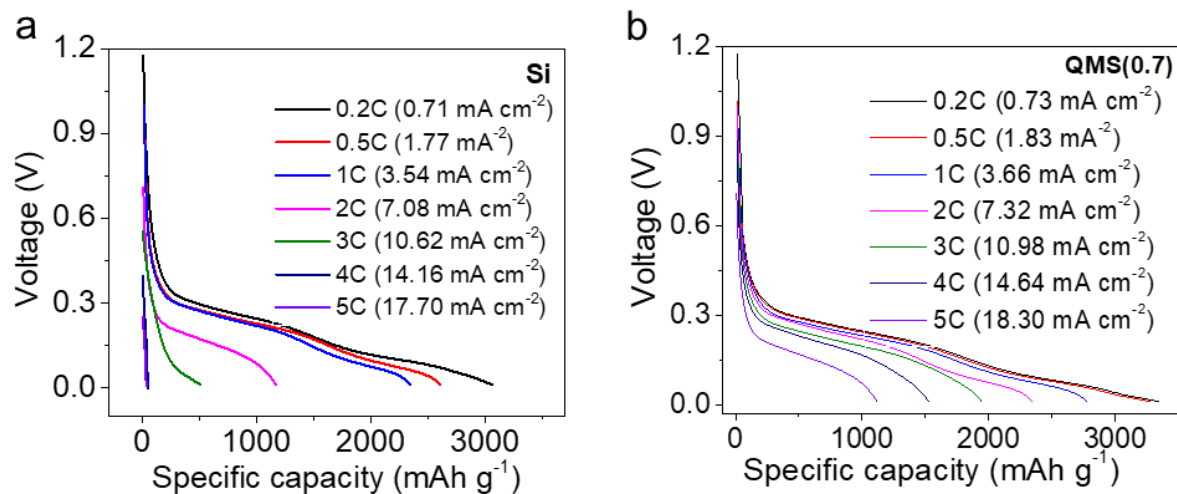 a
1.2
0.9
0.6
0.3
0.0
Voltage (V)
Si
0.2C (0.71 mA cm⁻²)
0.5C (1.77 mA⁻²)
1C (3.54 mA cm⁻²)
2C (7.08 mA cm⁻²)
3C (10.62 mA cm⁻²)
4C (14.16 mA cm⁻²)
5C (17.70 mA cm⁻²)
0 1000 2000 3000
Specific capacity (mAh g⁻¹)
b
1.2
0.9
0.6
0.3
0.0
Voltage (V)
QMS(0.7)
0.2C (0.73 mA cm⁻²)
0.5C (1.83 mA⁻²)
1C (3.66 mA cm⁻²)
2C (7.32 mA cm⁻²)
3C (10.98 mA cm⁻²)
4C (14.64 mA cm⁻²)
5C (18.30 mA cm⁻²)
0 1000 2000 3000
Specific capacity (mAh g⁻¹)